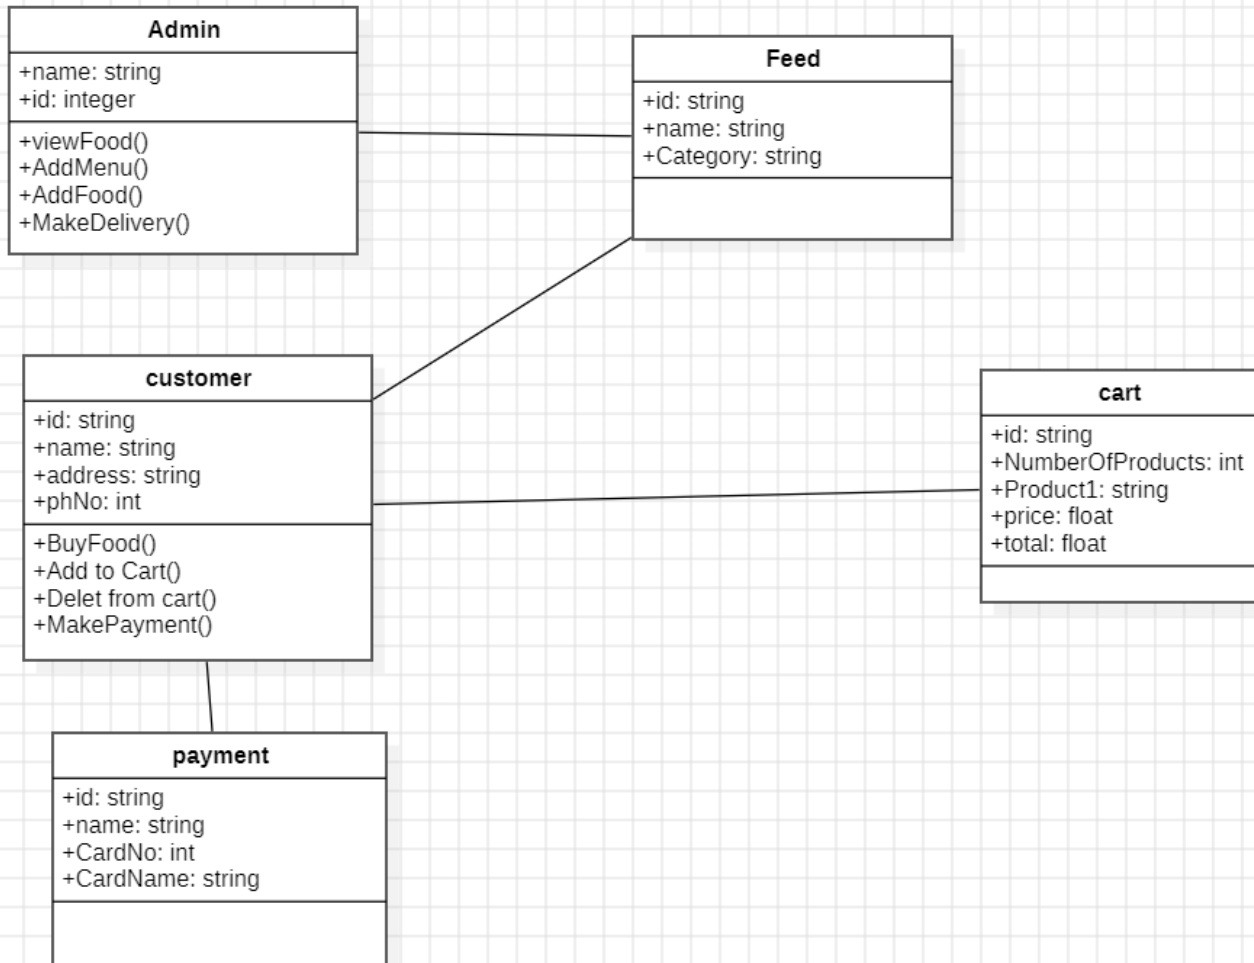 Admin
+name: string
+id: integer
+viewFood()
+AddMenu()
+AddFood()
+MakeDelivery()
Feed
+id: string
+name: string
+Category: string
customer
+id: string
+name: string
+address: string
+phNo: int
+BuyFood()
+Add to Cart()
+Delet from cart()
+MakePayment()
cart
+id: string
+NumberOfProducts: int
+Product1: string
+price: float
+total: float
payment
+id: string
+name: string
+CardNo: int
+CardName: string